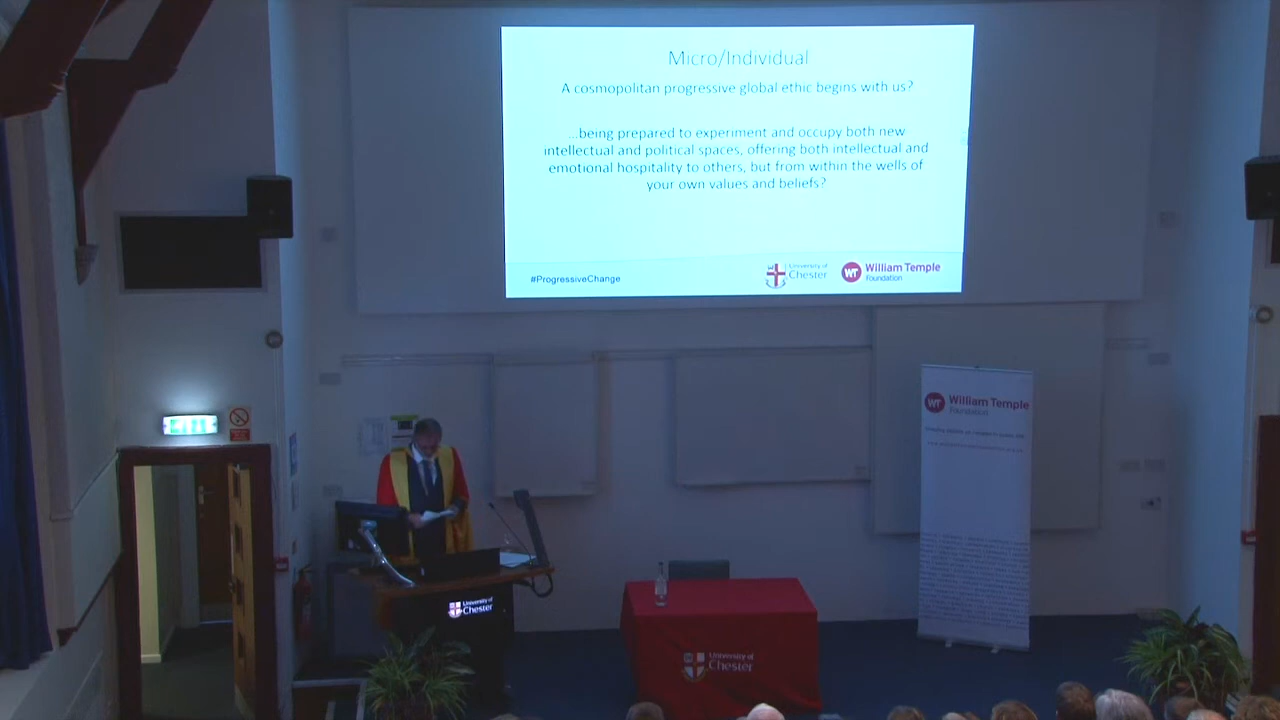 Micro/Individual
A cosmopolitan progressive global ethic begins with us?
...being prepared to experiment and occupy both new
intellectual and political spaces, offering both intellectual and
emotional hospitality to others, but from within the wells of
your own values and beliefs?
#ProgressiveChange
University of
Chester
WT
William Temple
Foundation
WT
William Temple
Foundation
University of
Chester
University of
Chester